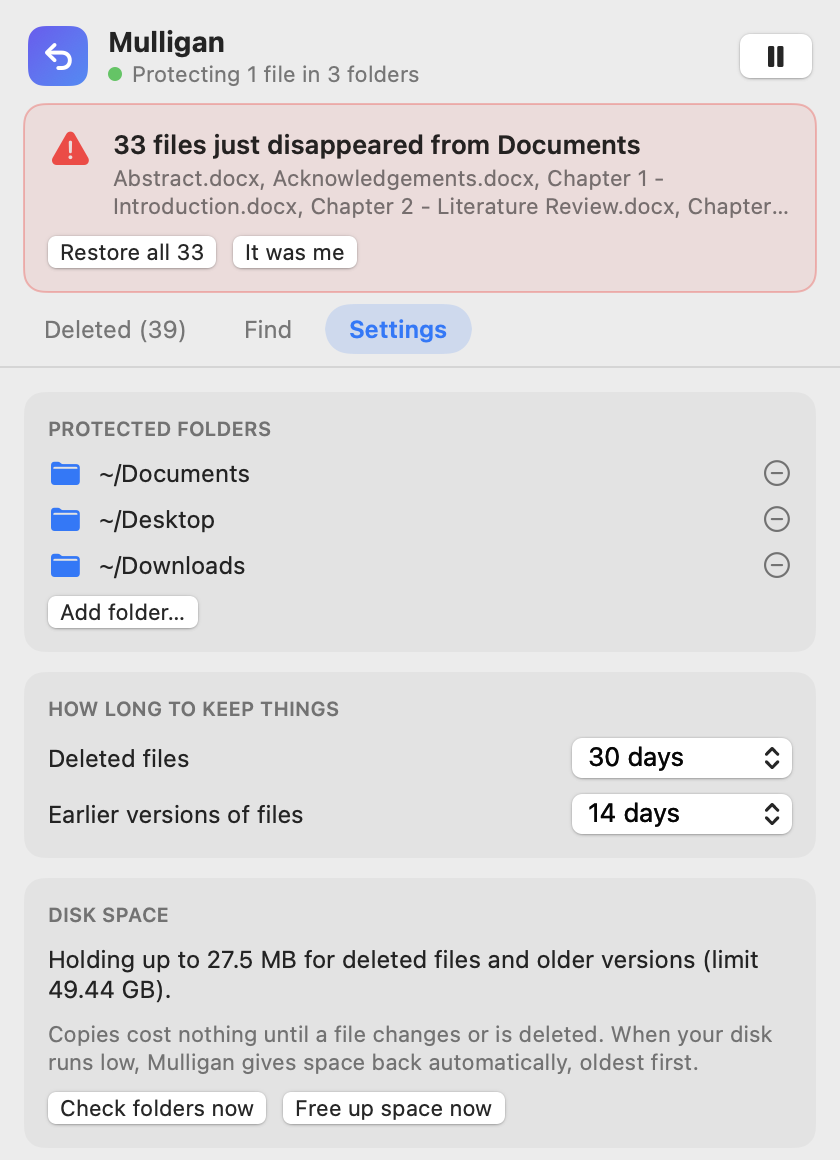 Mulligan
Protecting 1 file in 3 folders
33 files just disappeared from Documents
Abstract.docx, Acknowledgements.docx, Chapter 1 -
Introduction.docx, Chapter 2 - Literature Review.docx, Chapter...
Restore all 33
It was me
Deleted (39)
Find
Settings
PROTECTED FOLDERS
~/Documents
~/Desktop
~/Downloads
Add folder...
HOW LONG TO KEEP THINGS
Deleted files
30 days
Earlier versions of files
14 days
DISK SPACE
Holding up to 27.5 MB for deleted files and older versions (limit
49.44 GB).
Copies cost nothing until a file changes or is deleted. When your disk
runs low, Mulligan gives space back automatically, oldest first.
Check folders now
Free up space now